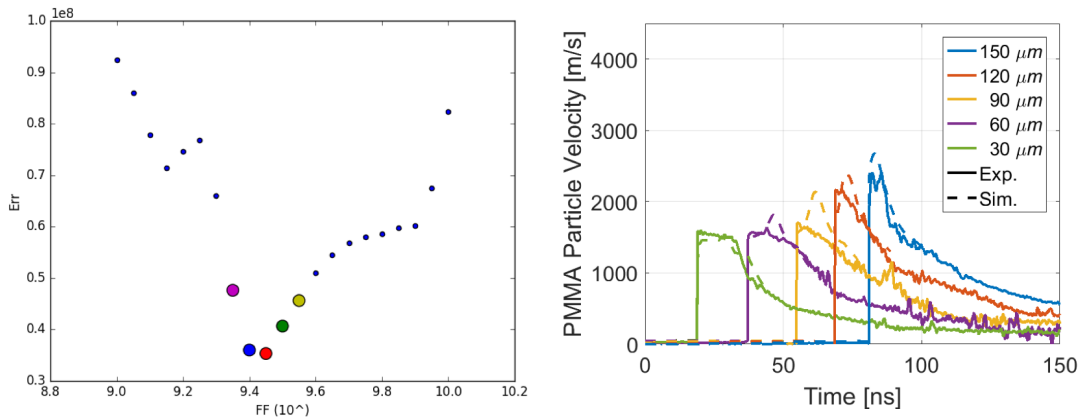 1e8
1.0
0.9
0.8
0.7
0.6
0.5
0.4
0.3
Err
8.8 9.0 9.2 9.4 9.6 9.8 10.0 10.2
FF (10^)
4000
3000
2000
1000
0
PMMA Particle Velocity [m/s]
150 μm
120 μm
90 μm
60 μm
30 μm
Exp.
Sim.
0 50 100 150
Time [ns]